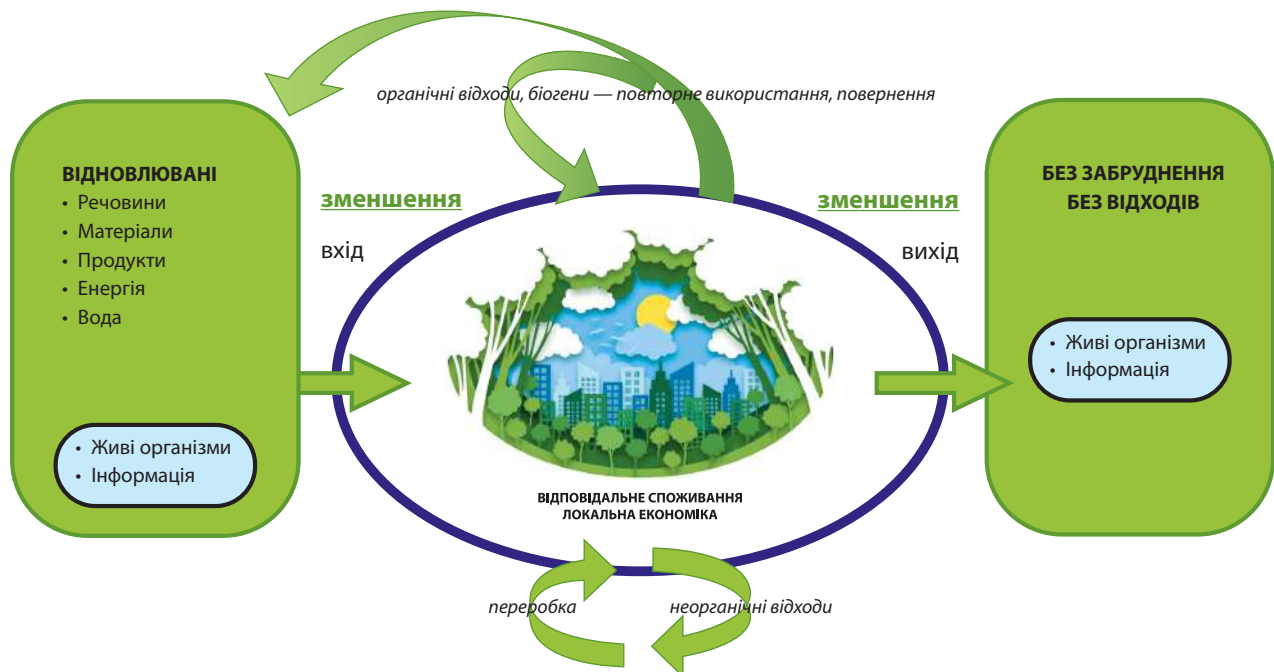 органічні відходи, біогени — повторне використання, повернення
ВІДНОВЛЮВАНІ
• Речовини
• Матеріали
• Продукти
• Енергія
• Вода
• Живі організми
• Інформація
зменшення
вхід
ВІДПОВІДАЛЬНЕ СПОЖИВАННЯ
ЛОКАЛЬНА ЕКОНОМІКА
зменшення
вихід
БЕЗ ЗАБРУДНЕННЯ
БЕЗ ВІДХОДІВ
• Живі організми
• Інформація
переробка
неорганічні відходи